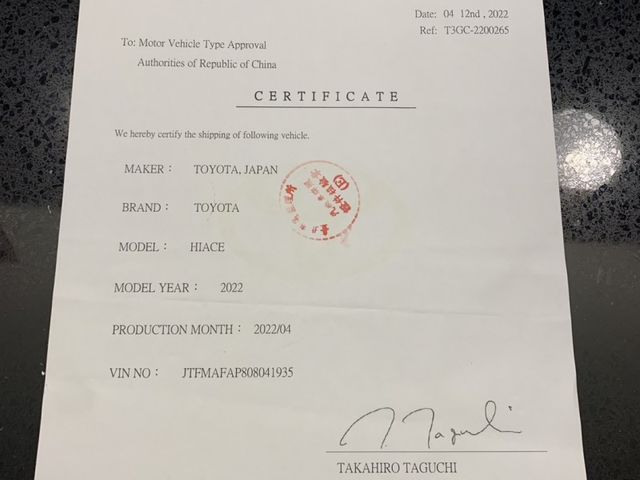 Date: 04 12nd , 2022
Ref: T3GC-2200265
To: Motor Vehicle Type Approval
Authorities of Republic of China
CERTIFICATE
We hereby certify the shipping of following vehicle.
MAKER： TOYOTA, JAPAN
BRAND： TOYOTA
MODEL： HIACE
MODEL YEAR： 2022
PRODUCTION MONTH： 2022/04
VIN NO： JTFMAFAP808041935
T. Taguchi
TAKAHIRO TAGUCHI